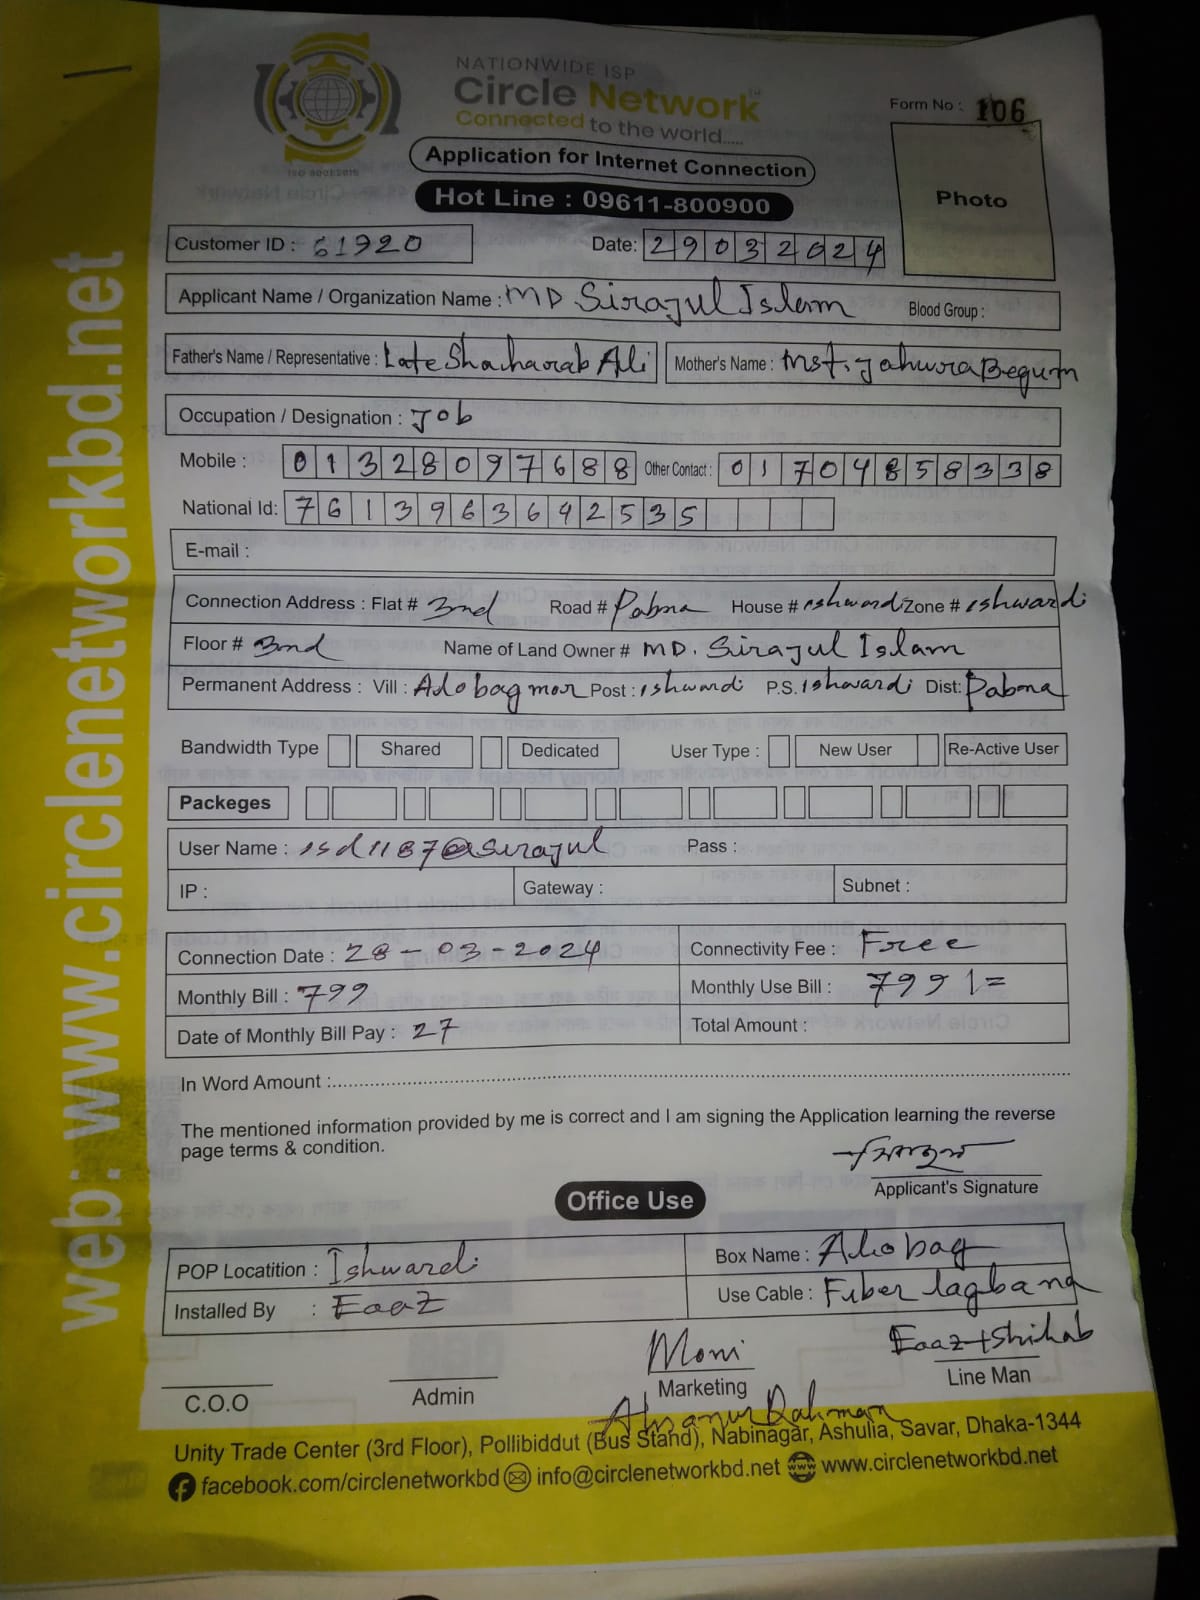 NATIONWIDE ISP
Circle Network
Connected to the world.....
ISO 9001:2015
Form No : 106
Application for Internet Connection
Hot Line : 09611-800900
Photo
Customer ID : 61920 Date: 29032024
Applicant Name / Organization Name : MD Sirajul Islam Blood Group :
Father's Name / Representative : Late Shaharab Ali Mother's Name : Mst. Jahura Begum
Occupation / Designation : Job
Mobile : 01328097688 Other Contact : 01704858338
National Id: 7613963642535
E-mail :
Connection Address : Flat # 3nd Road # Pabna House # ishwardi Zone # ishwardi
Floor # 3nd Name of Land Owner # MD. Sirajul Islam
Permanent Address : Vill : Alobag mor Post : ishwardi P.S. ishwardi Dist: Pabna
Bandwidth Type Shared Dedicated User Type : New User Re-Active User
Packeges
User Name : isd1187@sirajul Pass :
IP : Gateway : Subnet :
Connection Date : 28-03-2024 Connectivity Fee : Free
Monthly Bill : 799 Monthly Use Bill : 799/=
Date of Monthly Bill Pay : 27 Total Amount :
In Word Amount :
The mentioned information provided by me is correct and I am signing the Application learning the reverse
page terms & condition.
Applicant's Signature
Office Use
POP Locatition : Ishwardi Box Name : Alobag
Installed By : Eaaz Use Cable : Fiber lagbana
Moni Eaaz+Shihab
C.O.O Admin Marketing Line Man
Ahsanur Rahman
Unity Trade Center (3rd Floor), Pollibiddut (Bus Stand), Nabinagar, Ashulia, Savar, Dhaka-1344
facebook.com/circlenetworkbd info@circlenetworkbd.net www.circlenetworkbd.net
web: www.circlenetworkbd.net